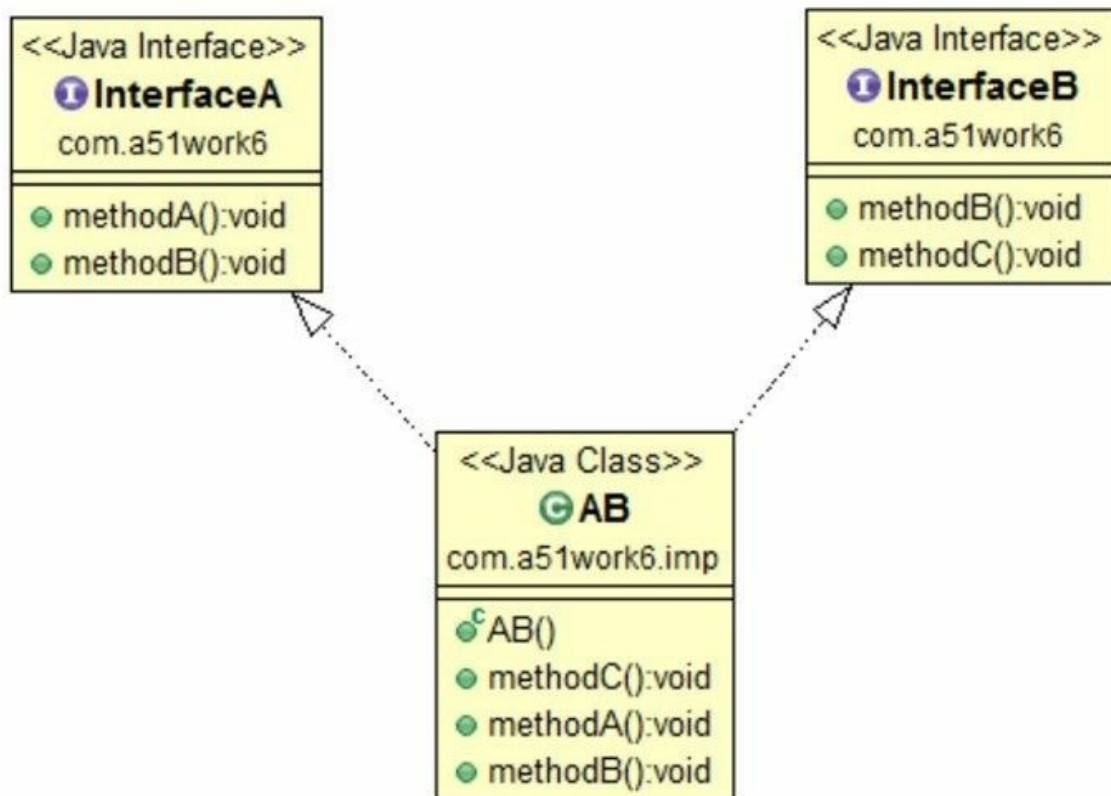 <<Java Interface>>
InterfaceA
com.a51work6
methodA():void
methodB():void
<<Java Interface>>
InterfaceB
com.a51work6
methodB():void
methodC():void
<<Java Class>>
AB
com.a51work6.imp
AB()
methodC():void
methodA():void
methodB():void